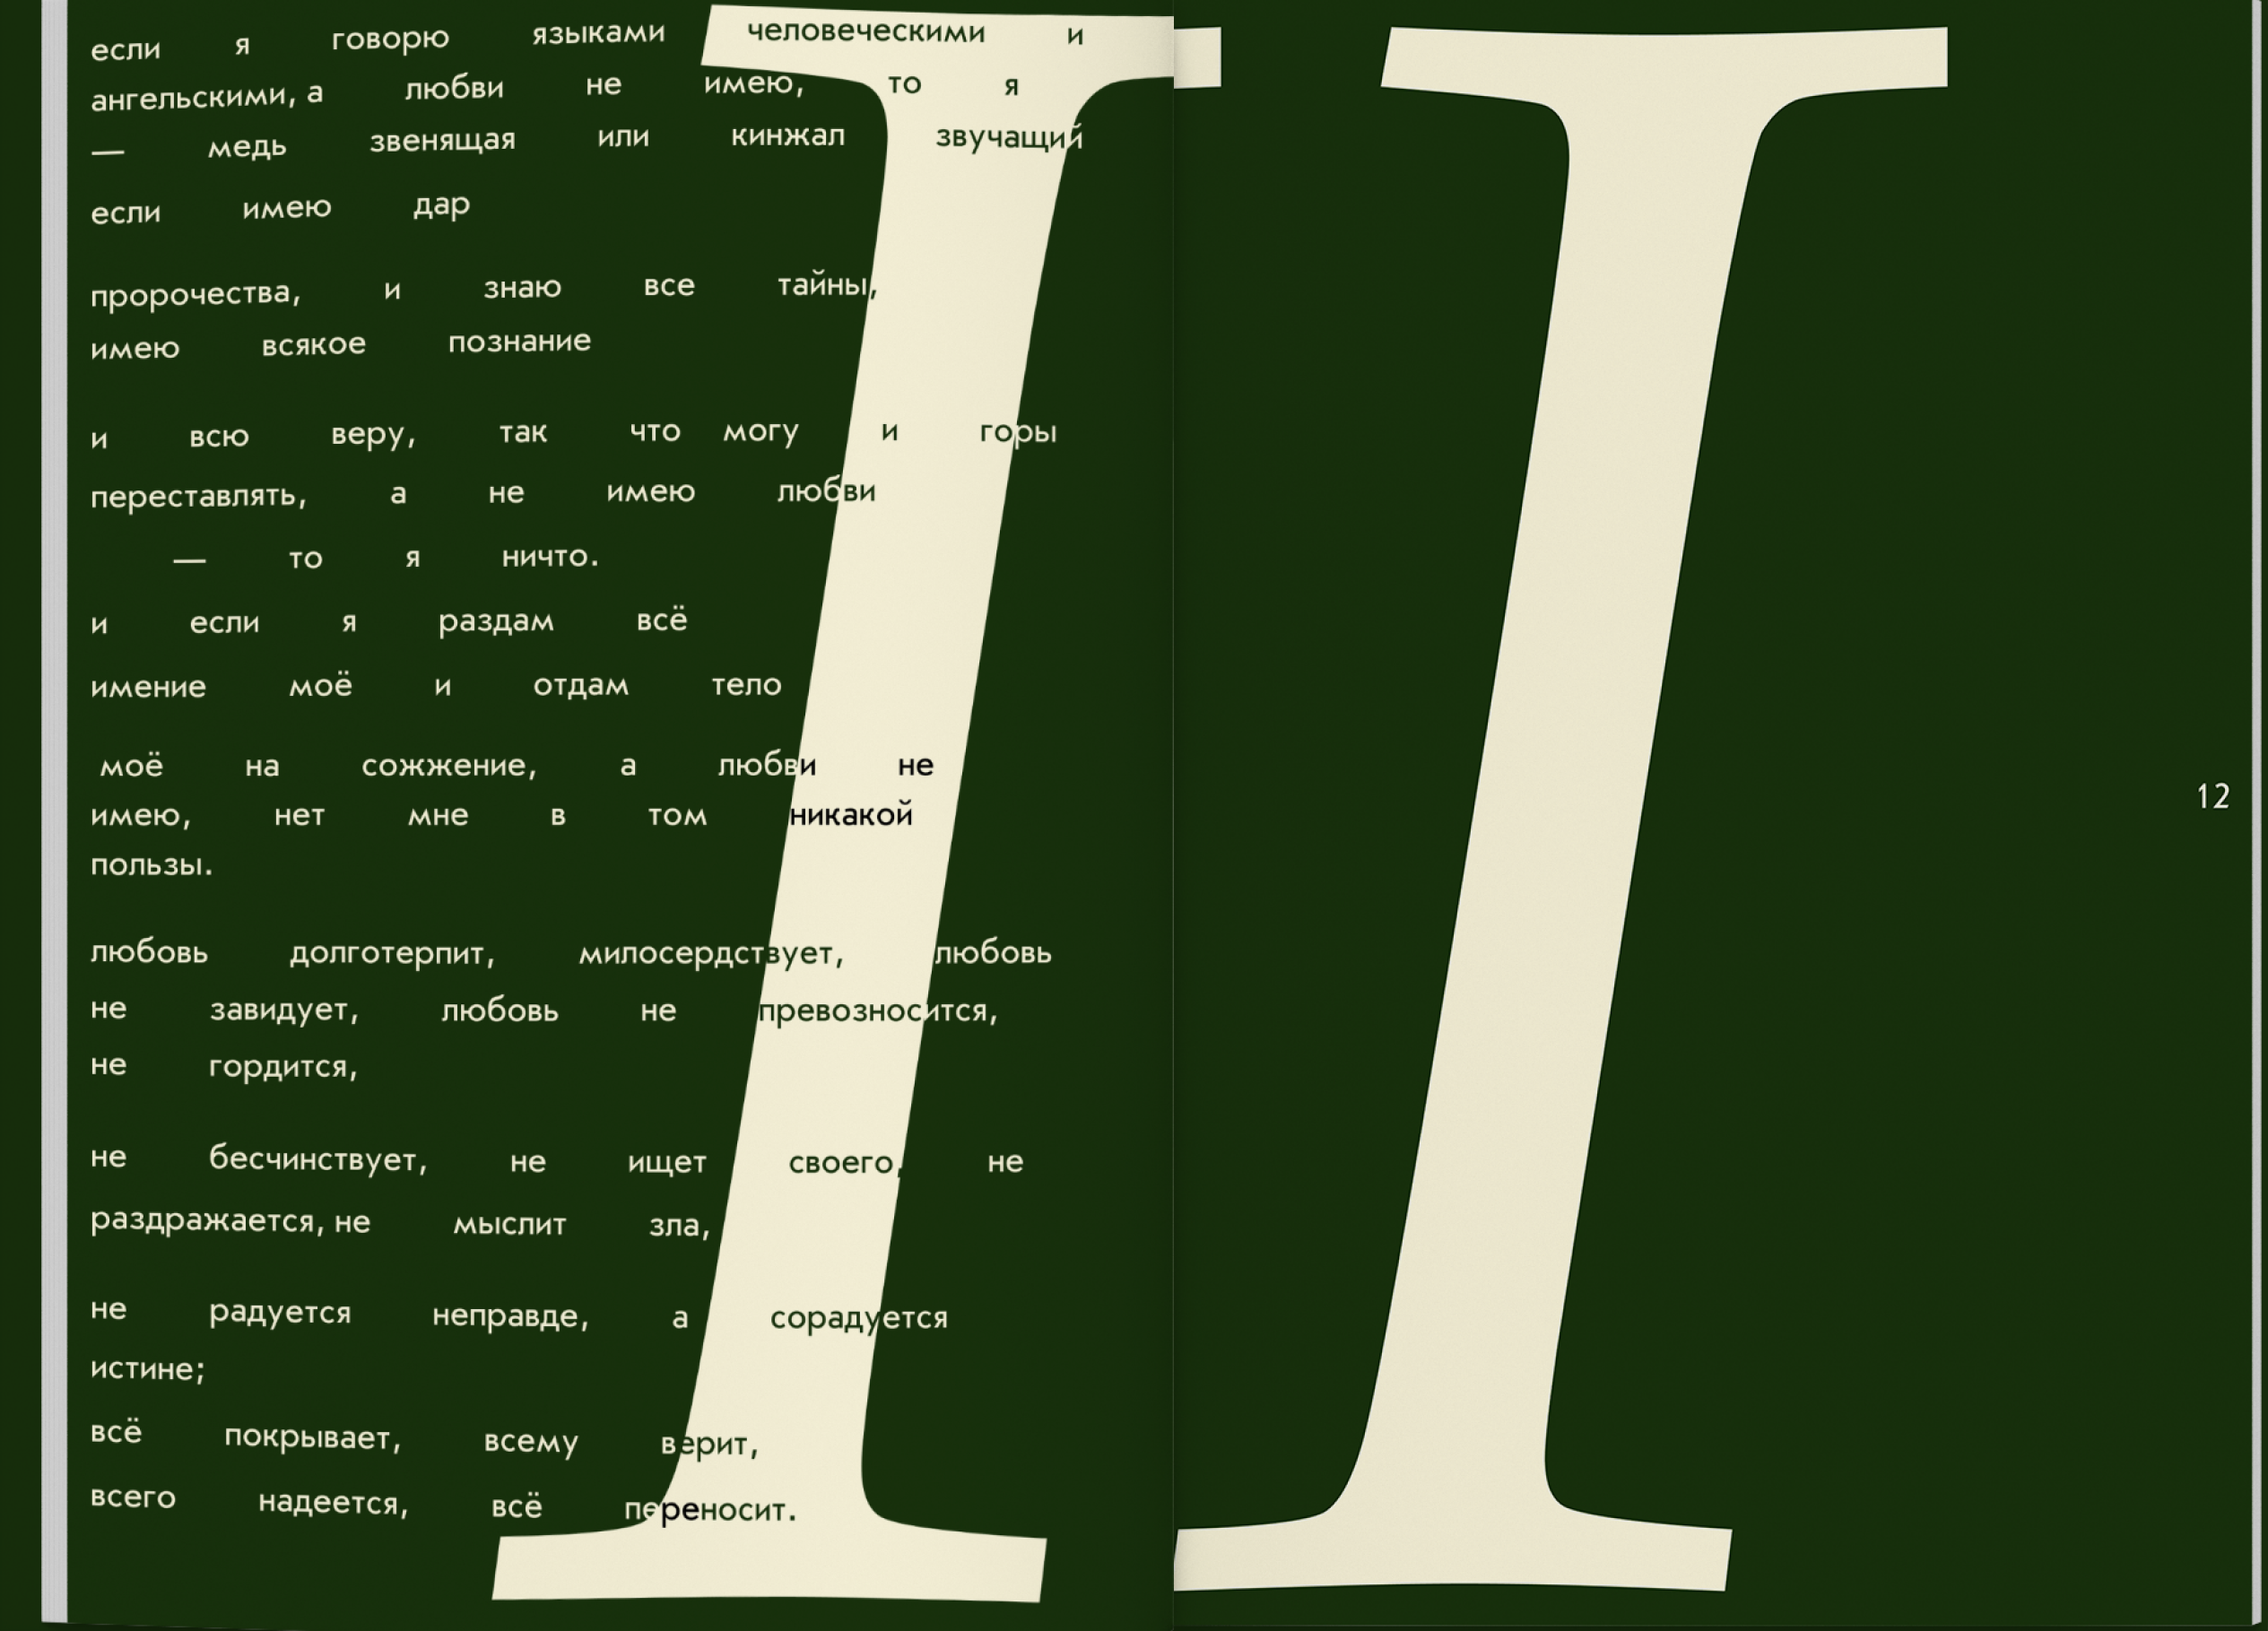 если я говорю языками человеческими и
ангельскими, а любви не имею, то я
— медь звенящая или кинжал звучащий
если имею дар
пророчества, и знаю все тайны,
имею всякое познание
и всю веру, так что могу и горы
переставлять, а не имею любви
— то я ничто.
и если я раздам всё
имение моё и отдам тело
моё на сожжение, а любви не
имею, нет мне в том никакой
пользы.
любовь долготерпит, милосердствует, любовь
не завидует, любовь не превозносится,
не гордится,
не бесчинствует, не ищет своего, не
раздражается, не мыслит зла,
не радуется неправде, а сорадуется
истине;
всё покрывает, всему верит,
всего надеется, всё переносит.
I I
12